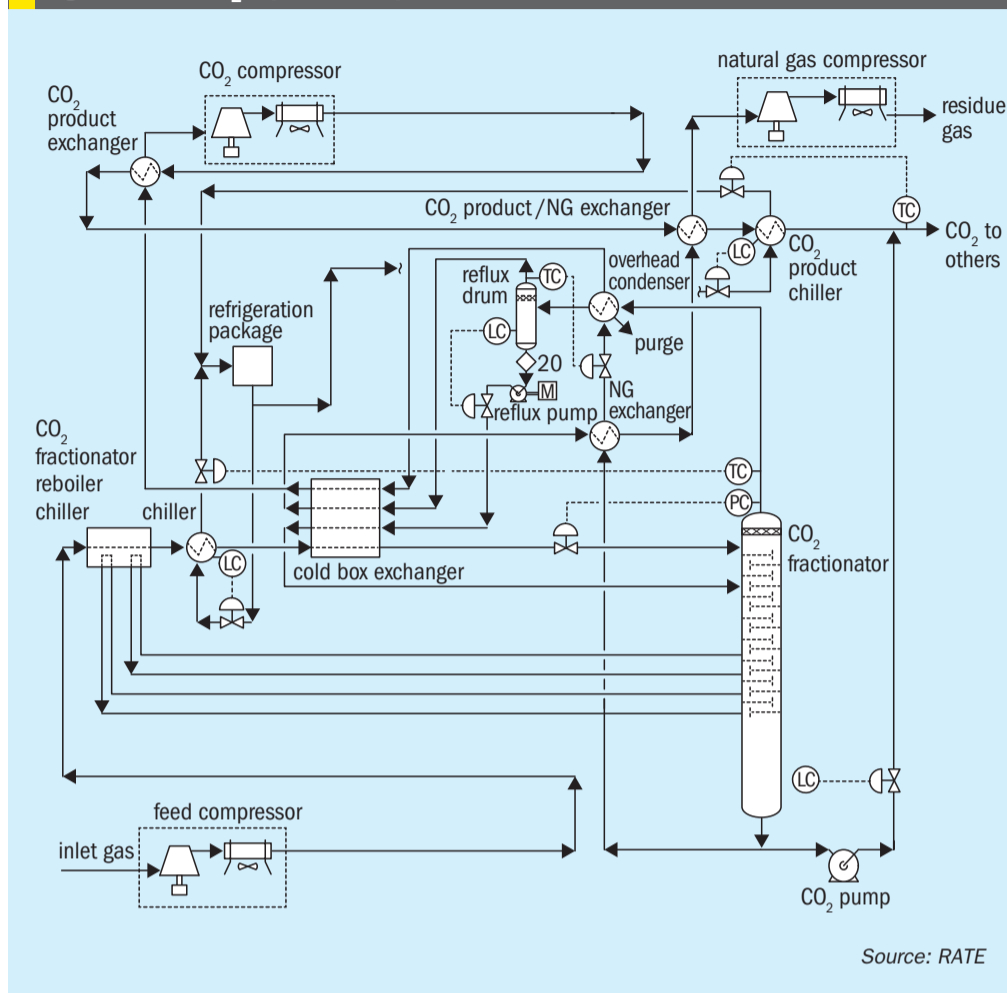 CO₂ compressor
natural gas compressor
CO₂
product
exchanger
residue
gas
TC
CO₂ product/NG exchanger
CO₂ to
others
LC
CO₂
product
chiller
overhead
condenser
reflux
drum
TC
refrigeration
package
LC
purge
20
M
NG
exchanger
reflux pump
CO₂
fractionator
reboiler
chiller
chiller
TC
PC
LC
CO₂
fractionator
cold box exchanger
LC
feed compressor
inlet gas
CO₂ pump
Source: RATE